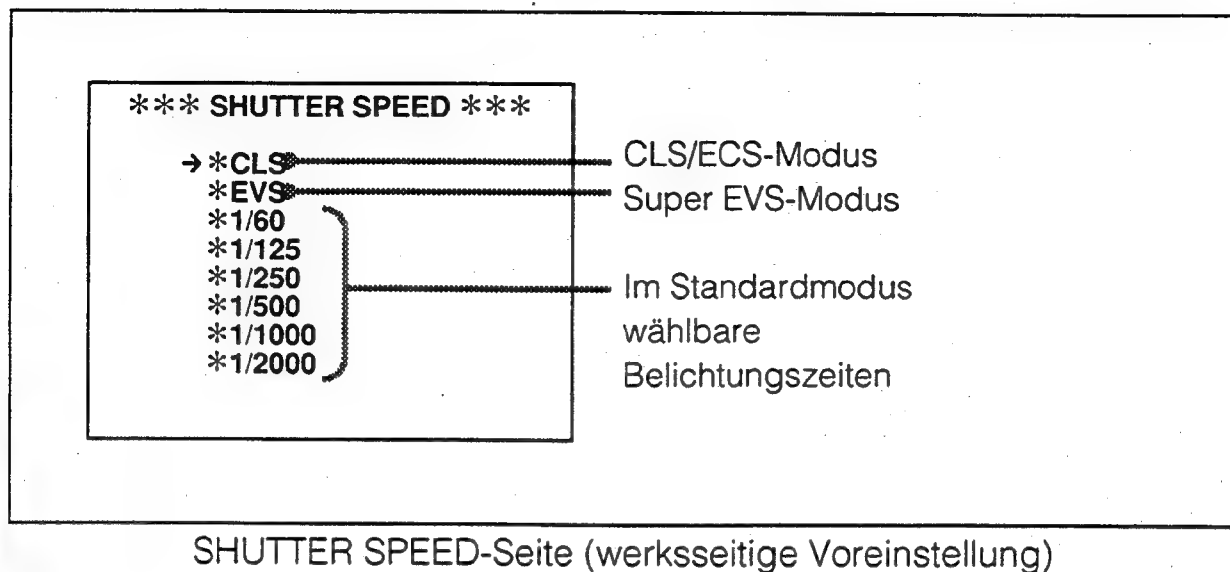 *** SHUTTER SPEED ***
→ *CLS
CLS/ECS-Modus
*EVS
Super EVS-Modus
*1/60
*1/125
*1/250
*1/500
*1/1000
*1/2000
Im Standardmodus
wählbare
Belichtungszeiten
SHUTTER SPEED-Seite (werksseitige Voreinstellung)